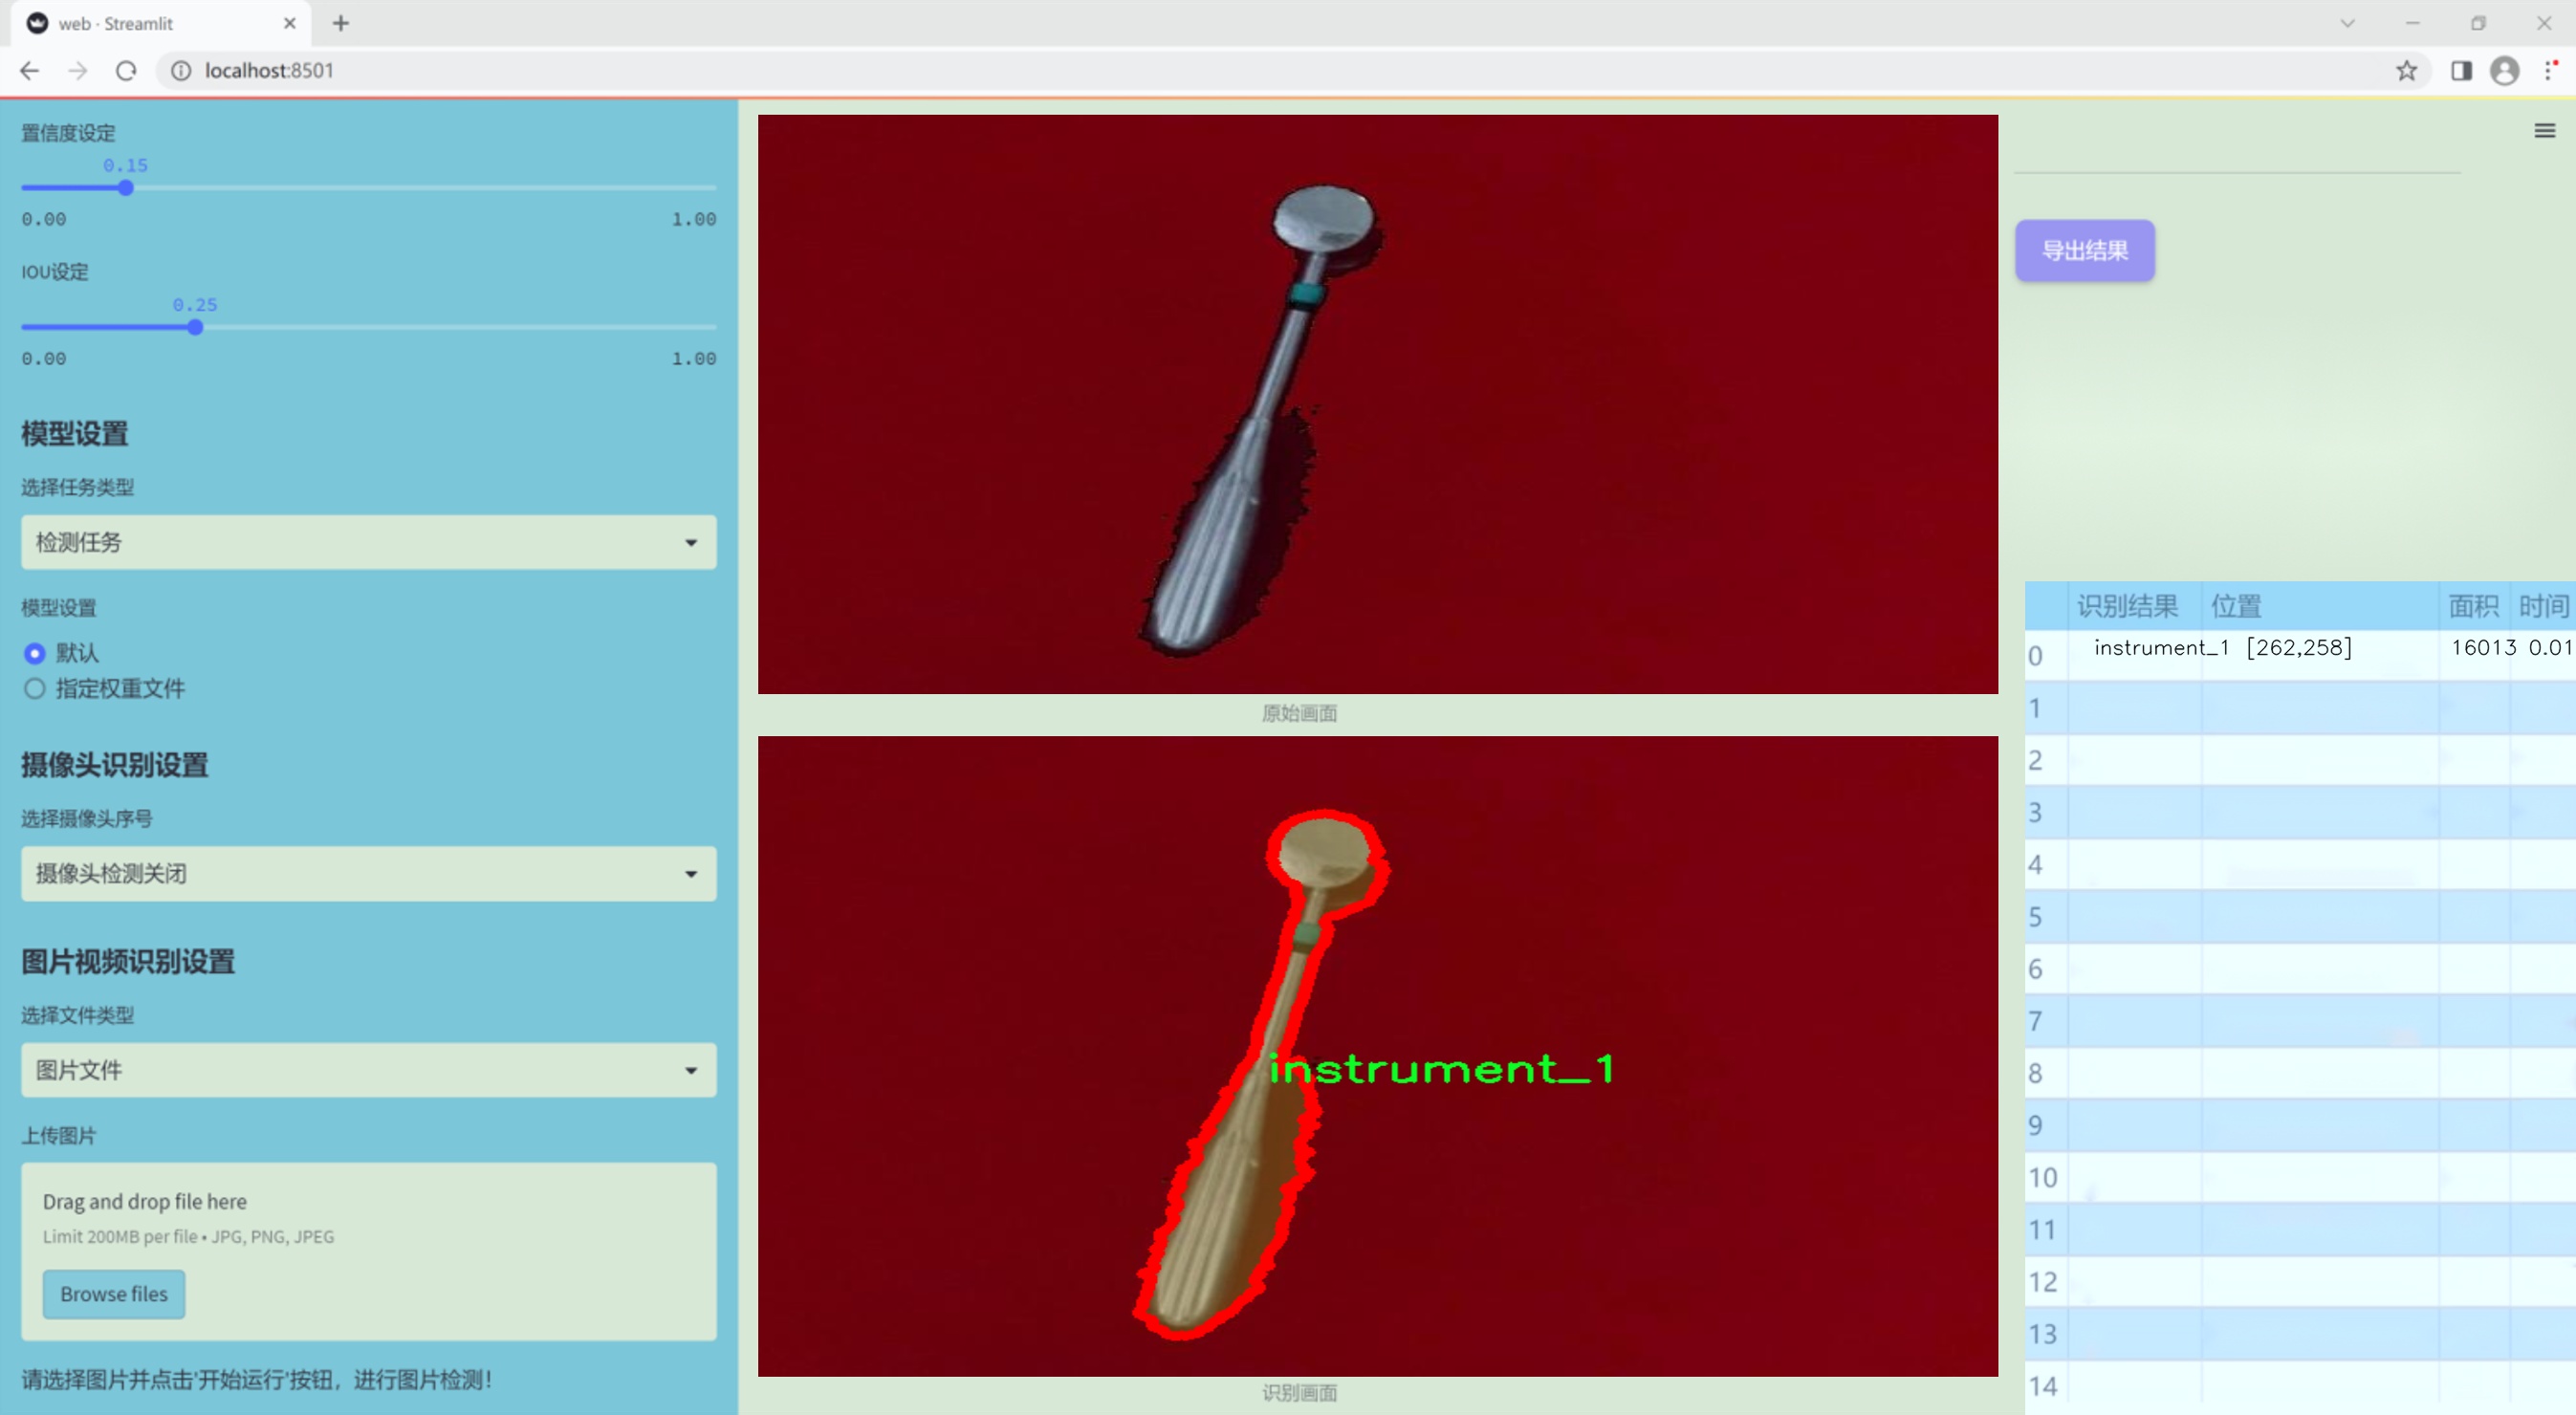 web · Streamlit
localhost:8501
置信度设定
0.15
0.00 1.00
IOU设定
0.25
0.00 1.00
模型设置
选择任务类型
检测任务
模型设置
默认
指定权重文件
摄像头识别设置
选择摄像头序号
摄像头检测关闭
图片视频识别设置
选择文件类型
图片文件
上传图片
Drag and drop file here
Limit 200MB per file • JPG, PNG, JPEG
Browse files
请选择图片并点击'开始运行'按钮，进行图片检测！
原始画面
instrument_1
识别画面
导出结果
识别结果 位置 面积 时间
0 instrument_1 [262,258] 16013 0.01
1
2
3
4
5
6
7
8
9
10
11
12
13
14